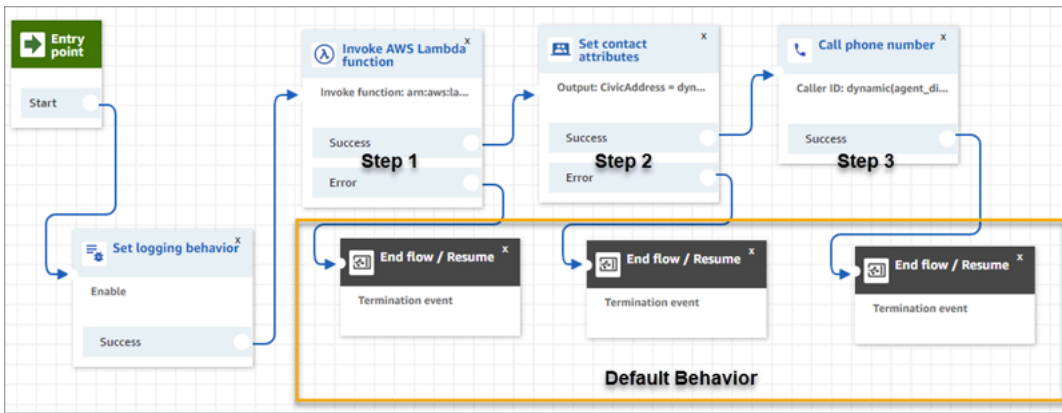 Entry
point
Start
Set logging behavior
x
Enable
Success
Invoke AWS Lambda
function
x
Invoke function: arn:aws:la...
Success
Step 1
Error
Set contact
attributes
x
Output: CivicAddress = dyn...
Success
Step 2
Error
Call phone number
x
Caller ID: dynamic(agent_di...
Success
Step 3
End flow / Resume
x
Termination event
End flow / Resume
x
Termination event
End flow / Resume
x
Termination event
Default Behavior